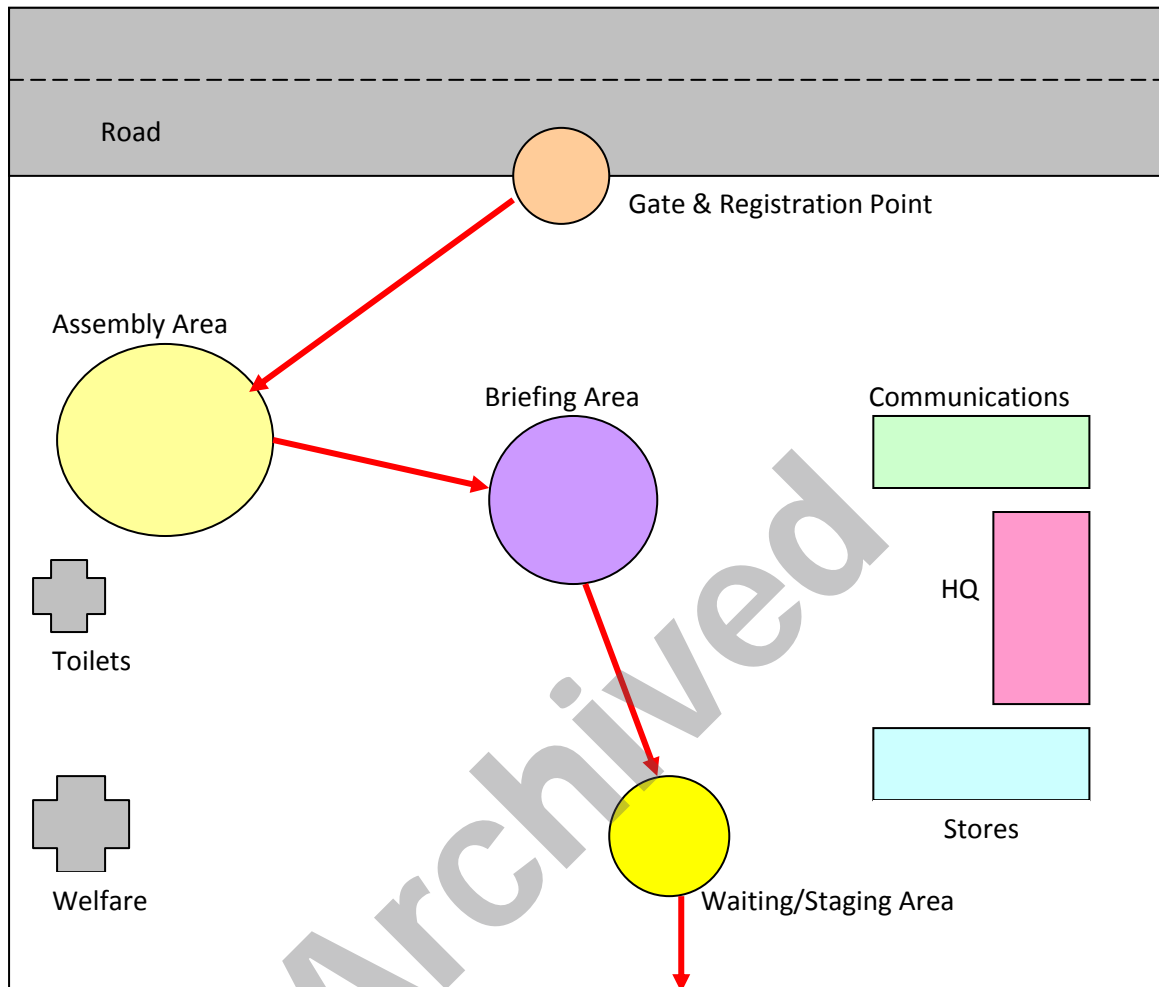 Road
Gate & Registration Point
Assembly Area
Briefing Area
Communications
HQ
Toilets
Stores
Welfare
Waiting/Staging Area
Archived